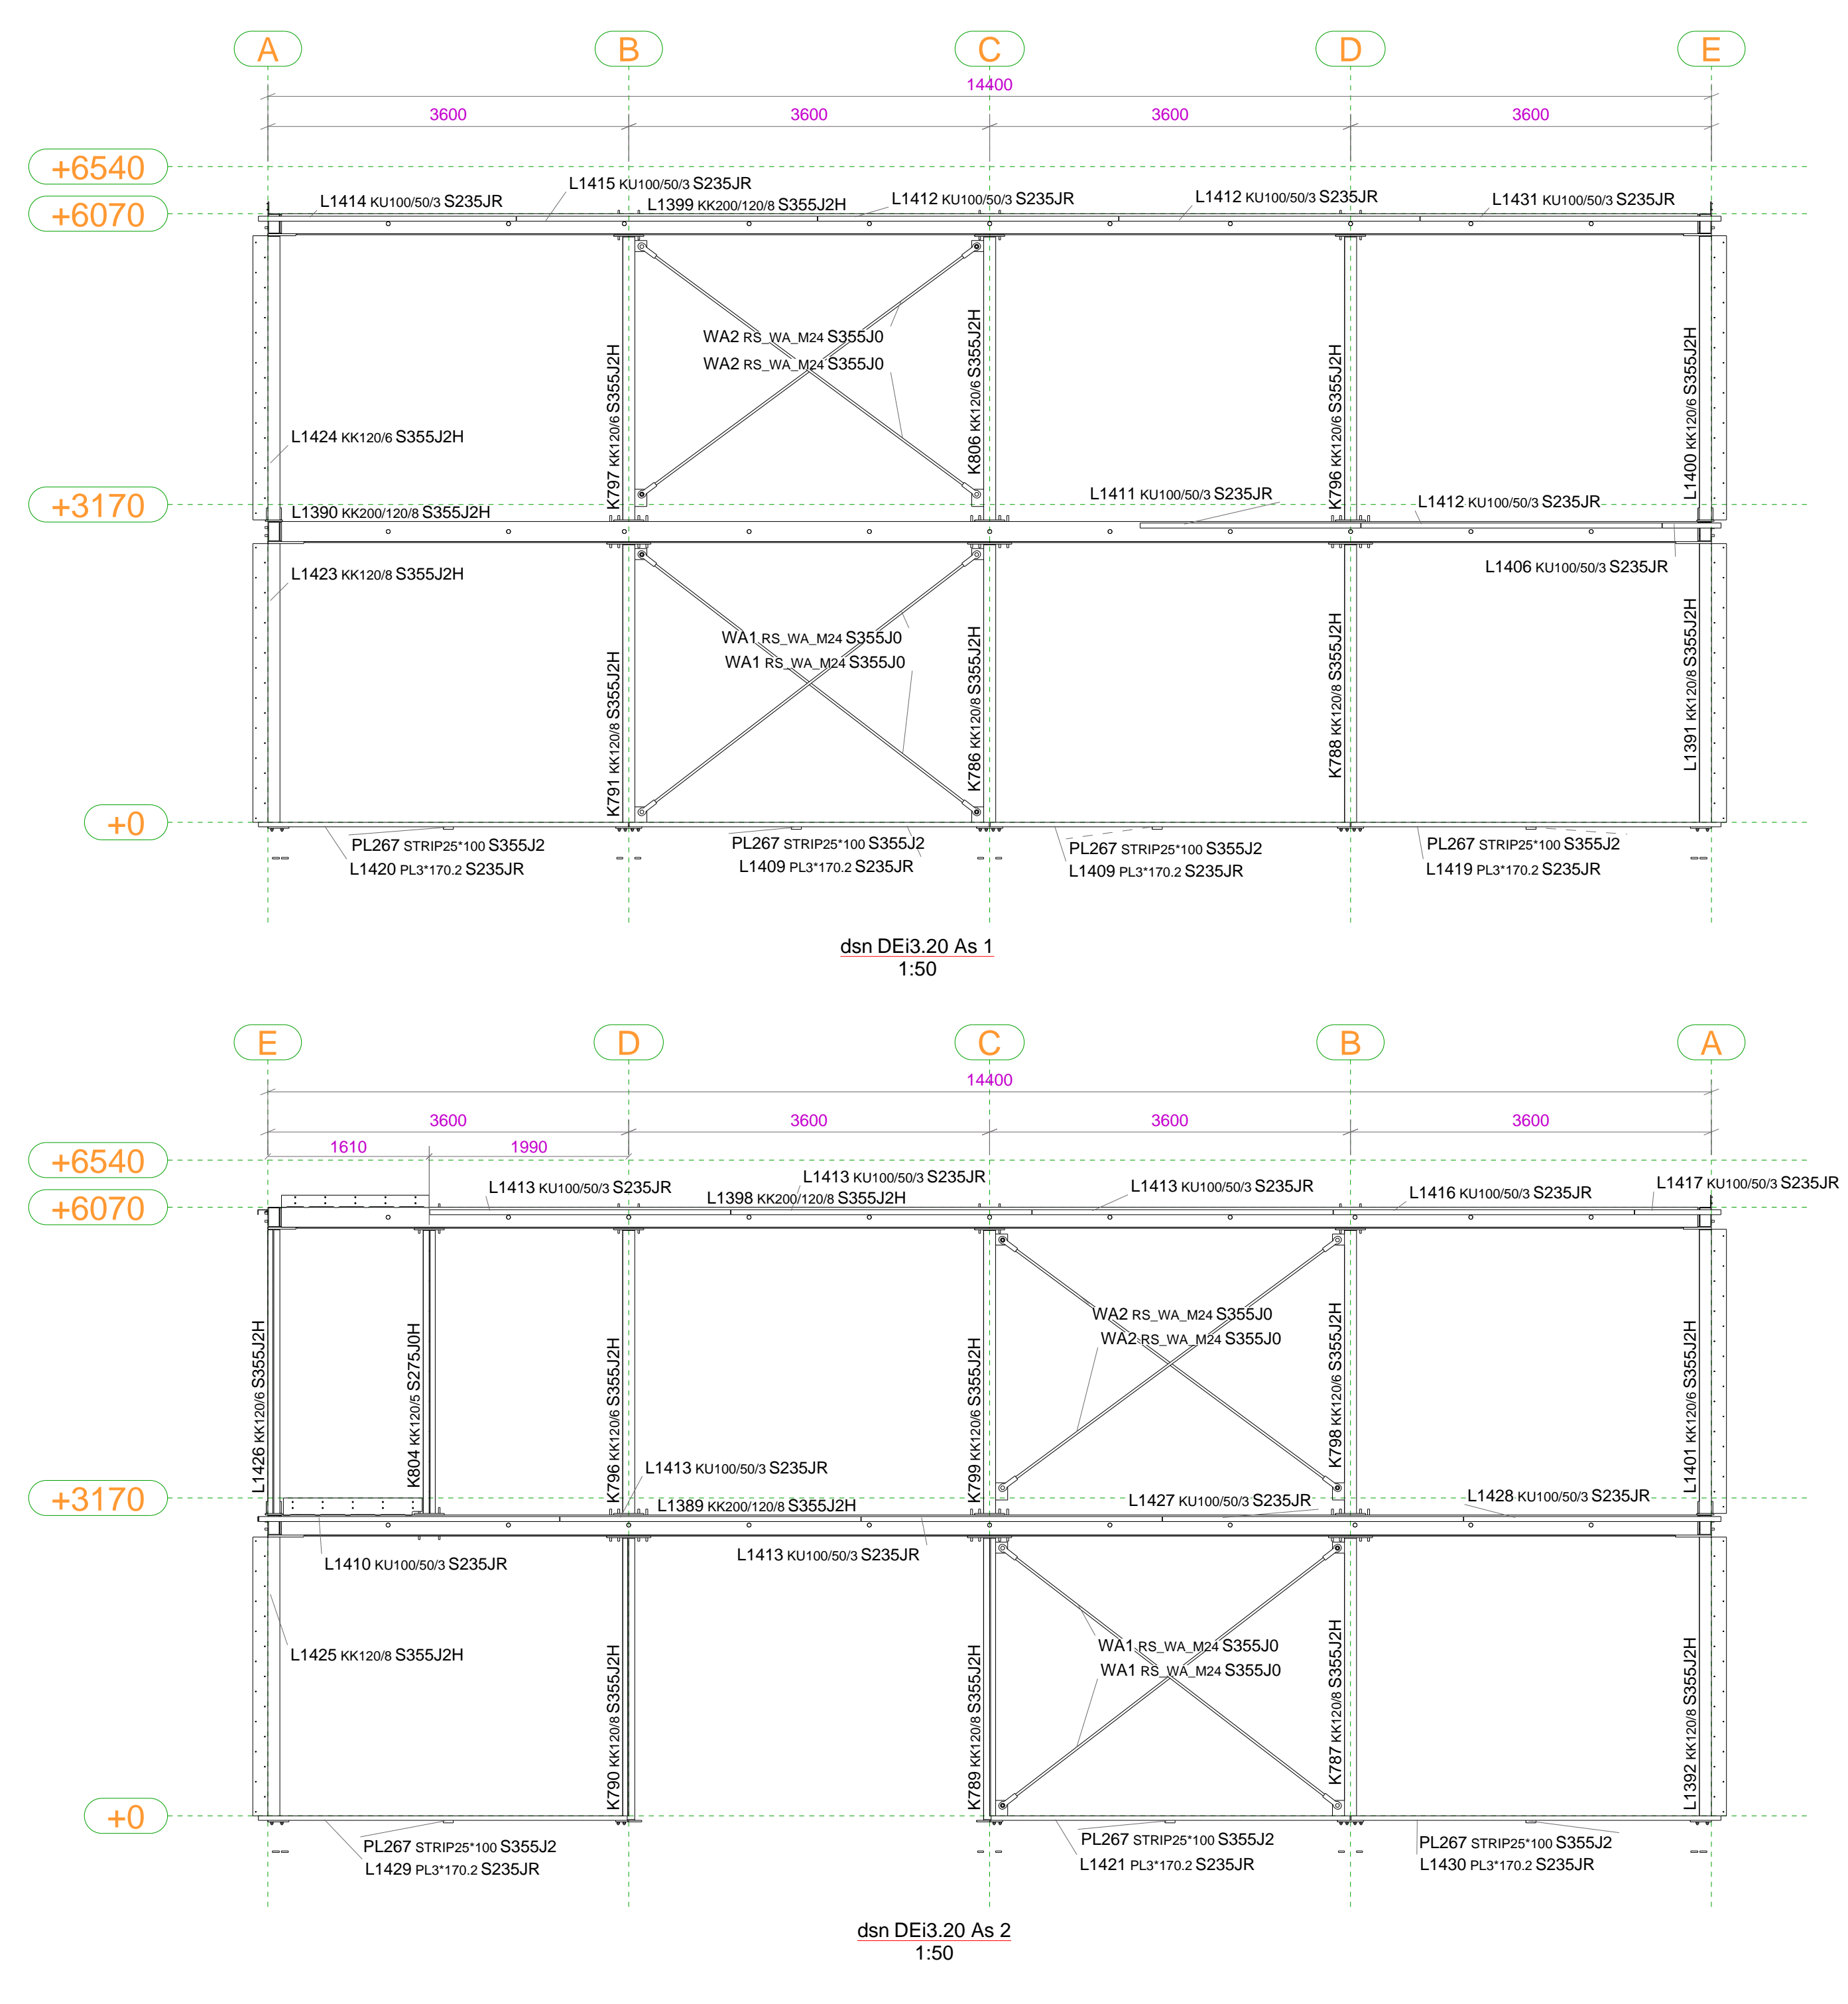 A B C D E
14400
3600 3600 3600 3600
+6540
+6070
L1414 KU100/50/3 S235JR
L1415 KU100/50/3 S235JR
L1399 KK200/120/8 S355J2H
L1412 KU100/50/3 S235JR
L1412 KU100/50/3 S235JR
L1431 KU100/50/3 S235JR
WA2 RS_WA_M24 S355J0
WA2 RS_WA_M24 S355J0
L1424 KK120/6 S355J2H
K797 KK120/6 S355J2H
K806 KK120/6 S355J2H
K796 KK120/6 S355J2H
L1400 KK120/6 S355J2H
+3170
L1390 KK200/120/8 S355J2H
L1411 KU100/50/3 S235JR
L1412 KU100/50/3 S235JR
L1406 KU100/50/3 S235JR
L1423 KK120/8 S355J2H
WA1 RS_WA_M24 S355J0
WA1 RS_WA_M24 S355J0
K791 KK120/8 S355J2H
K786 KK120/8 S355J2H
K788 KK120/8 S355J2H
L1391 KK120/8 S355J2H
+0
PL267 STRIP25*100 S355J2
L1420 PL3*170.2 S235JR
PL267 STRIP25*100 S355J2
L1409 PL3*170.2 S235JR
PL267 STRIP25*100 S355J2
L1409 PL3*170.2 S235JR
PL267 STRIP25*100 S355J2
L1419 PL3*170.2 S235JR
dsn DEi3.20 As 1
1:50
E D C B A
14400
3600 3600 3600 3600
1610 1990
+6540
+6070
L1413 KU100/50/3 S235JR
L1413 KU100/50/3 S235JR
L1398 KK200/120/8 S355J2H
L1413 KU100/50/3 S235JR
L1416 KU100/50/3 S235JR
L1417 KU100/50/3 S235JR
WA2 RS_WA_M24 S355J0
WA2 RS_WA_M24 S355J0
L1426 KK120/6 S355J2H
K804 KK120/5 S275J0H
K796 KK120/6 S355J2H
K799 KK120/6 S355J2H
K798 KK120/6 S355J2H
L1401 KK120/6 S355J2H
+3170
L1413 KU100/50/3 S235JR
L1389 KK200/120/8 S355J2H
L1427 KU100/50/3 S235JR
L1428 KU100/50/3 S235JR
L1410 KU100/50/3 S235JR
L1413 KU100/50/3 S235JR
L1425 KK120/8 S355J2H
WA1 RS_WA_M24 S355J0
WA1 RS_WA_M24 S355J0
K790 KK120/8 S355J2H
K789 KK120/8 S355J2H
K787 KK120/8 S355J2H
L1392 KK120/8 S355J2H
+0
PL267 STRIP25*100 S355J2
L1429 PL3*170.2 S235JR
PL267 STRIP25*100 S355J2
L1421 PL3*170.2 S235JR
PL267 STRIP25*100 S355J2
L1430 PL3*170.2 S235JR
dsn DEi3.20 As 2
1:50